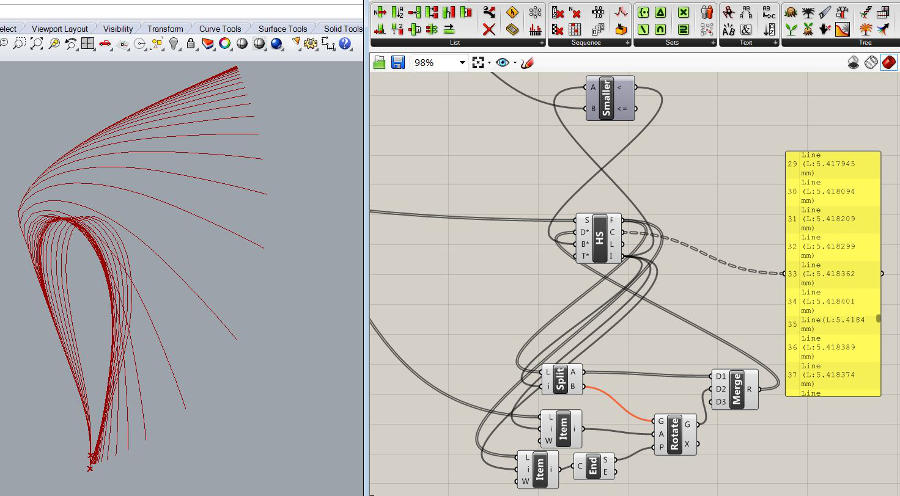 elect Viewport Layout Visibility Transform Curve Tools Surface Tools Solid Tools
List Sequence Sets Text Tree
98%
A Smaller <
B <=
S HS F
D* C
B* L
T* I
Line
29 (L:5.417945
mm)
Line
30 (L:5.418094
mm)
Line
31 (L:5.418209
mm)
Line
32 (L:5.418299
mm)
Line
33 (L:5.418362
mm)
Line
34 (L:5.418401
mm)
35 Line(L:5.4184
mm)
Line
36 (L:5.418389
mm)
Line
37 (L:5.418374
mm)
Line
L Split A
i B
D1 Merge R
D2
D3
L Item i
i
W
G Rotate G
A X
P
L Item i
i
W
C End S
E